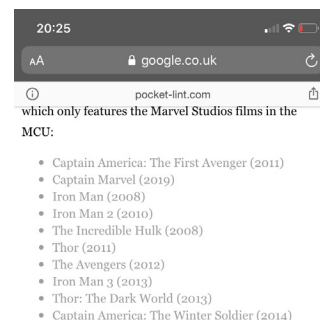 20:25
AA google.co.uk
pocket-lint.com
which only features the Marvel Studios films in the
MCU:
• Captain America: The First Avenger (2011)
• Captain Marvel (2019)
• Iron Man (2008)
• Iron Man 2 (2010)
• The Incredible Hulk (2008)
• Thor (2011)
• The Avengers (2012)
• Iron Man 3 (2013)
• Thor: The Dark World (2013)
• Captain America: The Winter Soldier (2014)